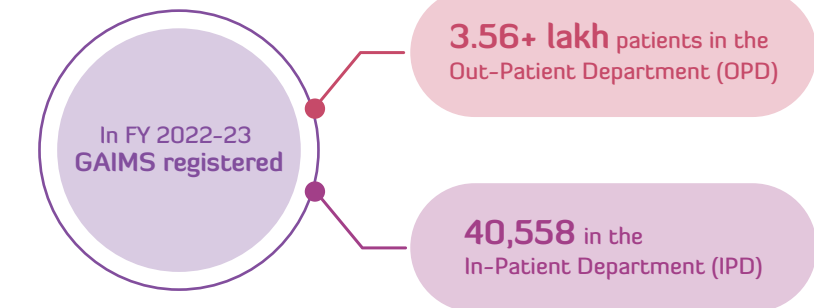 In FY 2022-23
GAIMS registered
3.56+ lakh patients in the
Out-Patient Department (OPD)
40,558 in the
In-Patient Department (IPD)